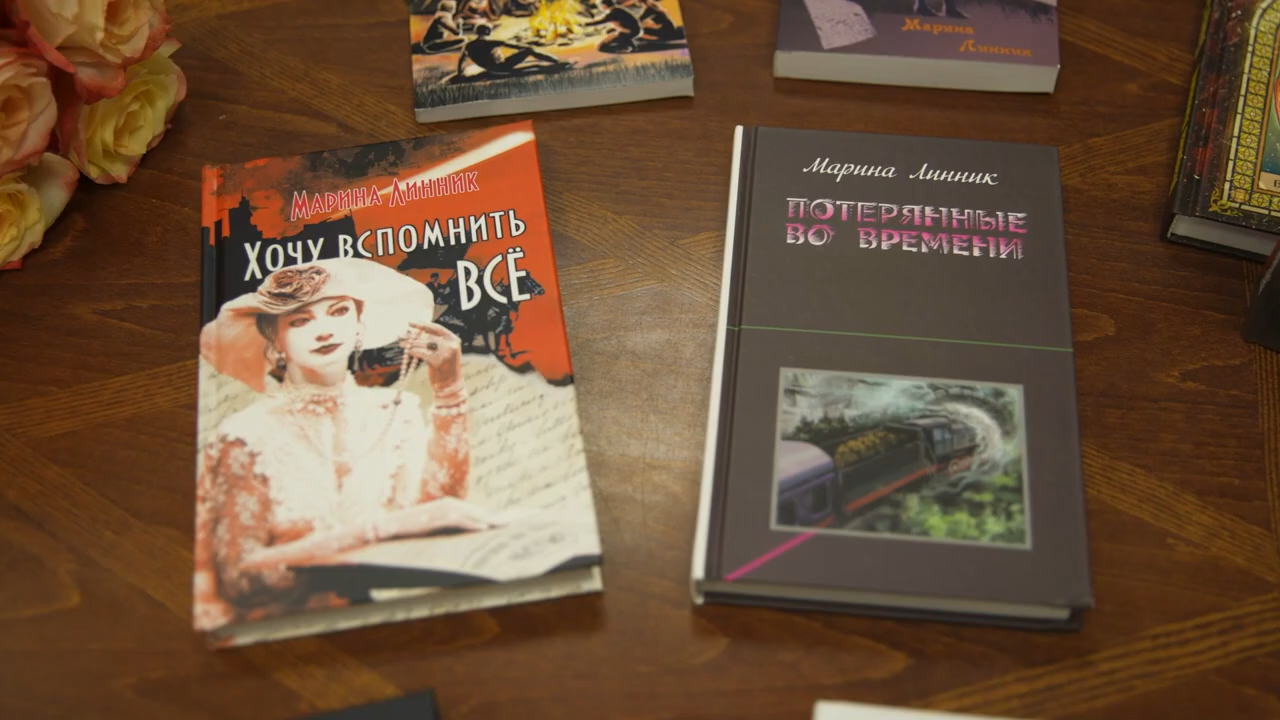 Марина
Линник
Марина Линник
Хочу вспомнить
всё
Марина Линник
ПОТЕРЯННЫЕ
ВО ВРЕМЕНИ